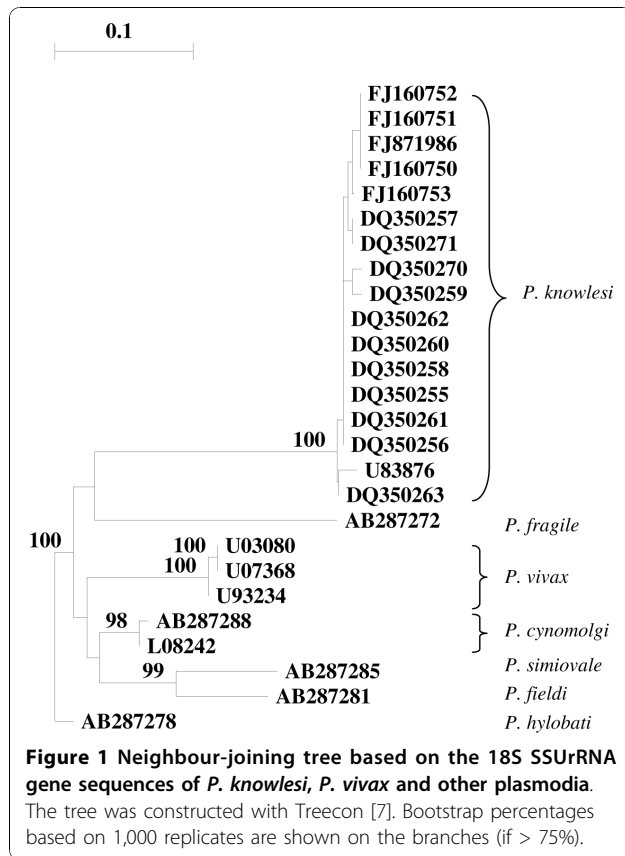 0.1
FJ160752
FJ160751
FJ871986
FJ160750
FJ160753
DQ350257
DQ350271
DQ350270
DQ350259
P. knowlesi
DQ350262
DQ350260
DQ350258
DQ350255
DQ350261
DQ350256
100
U83876
DQ350263
AB287272
P. fragile
100
100 U03080
100 U07368
P. vivax
U93234
98 AB287288
P. cynomolgi
L08242
99 AB287285
P. simiovale
AB287281
P. fieldi
AB287278
P. hylobati
Figure 1 Neighbour-joining tree based on the 18S SSUrRNA
gene sequences of P. knowlesi, P. vivax and other plasmodia.
The tree was constructed with Treecon [7]. Bootstrap percentages
based on 1,000 replicates are shown on the branches (if > 75%).